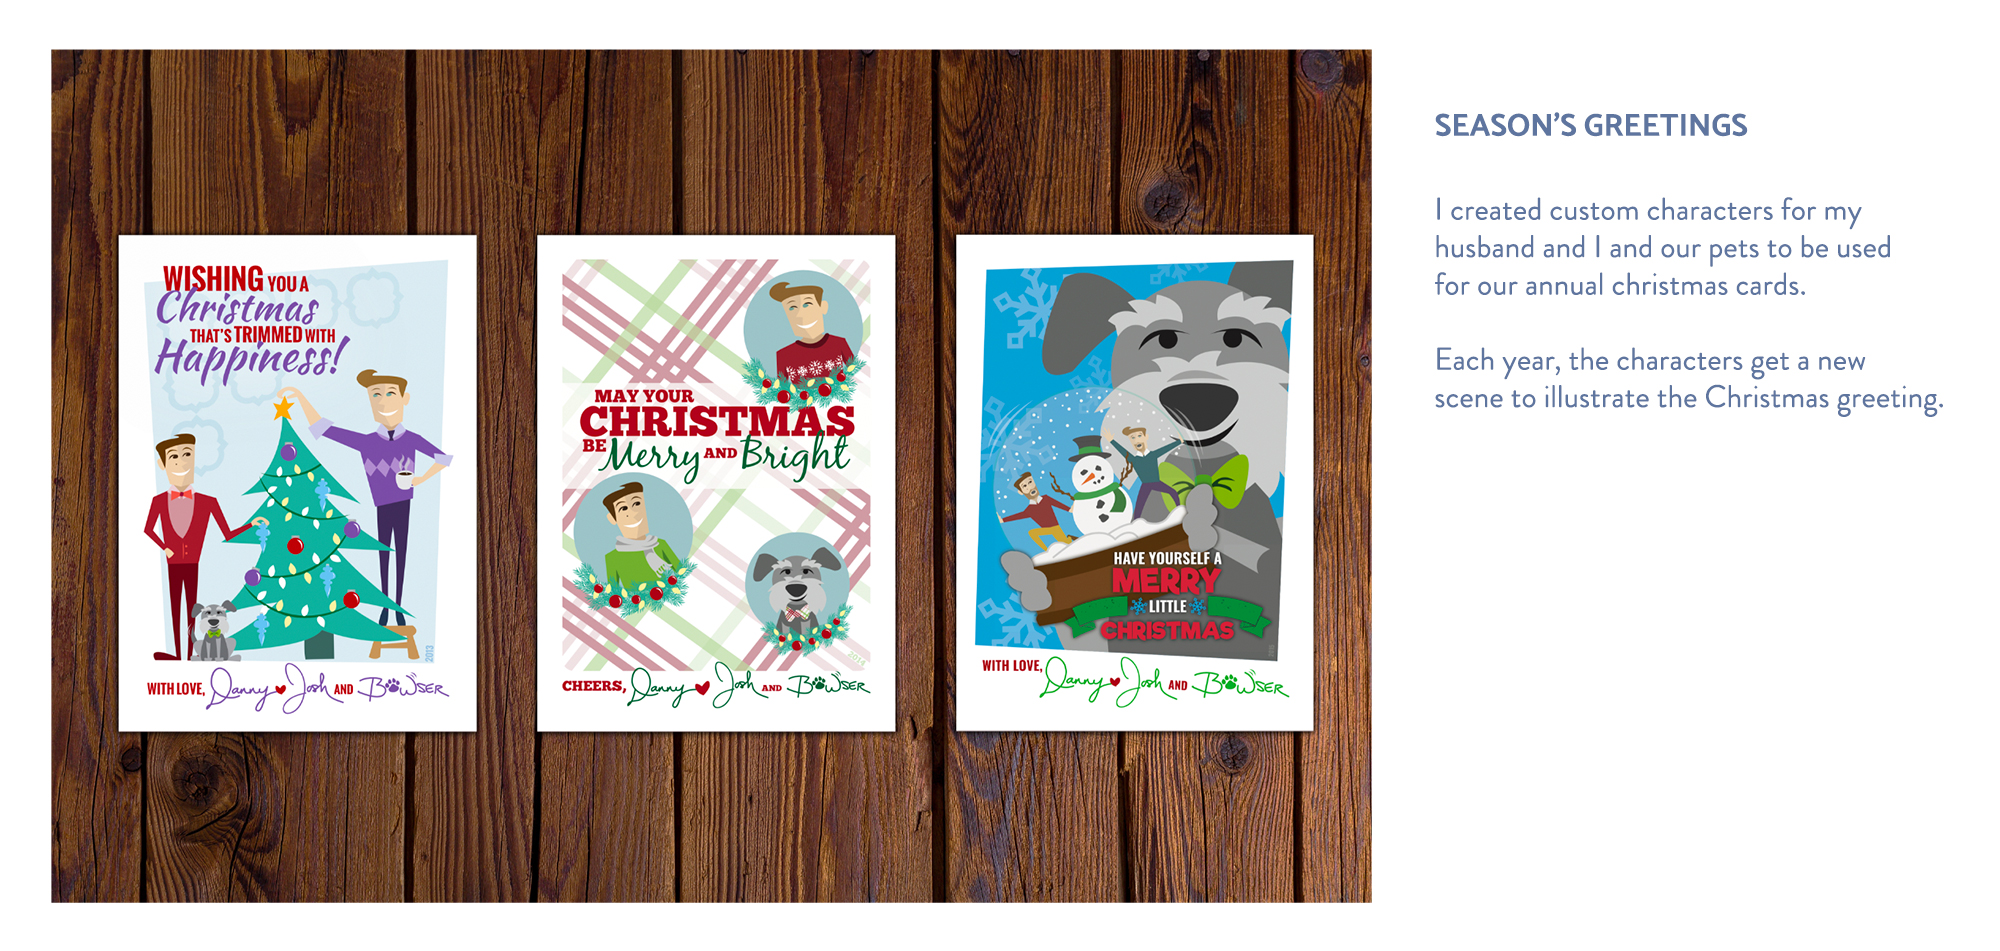 WISHING YOU A
Christmas
THAT'S TRIMMED WITH
Happiness!
2013
WITH LOVE, Danny Josh AND BOWSER
MAY YOUR
CHRISTMAS
BE Merry AND Bright
CHEERS, Danny Josh AND BOWSER
HAVE YOURSELF A
MERRY
LITTLE
CHRISTMAS
WITH LOVE, Danny Josh AND BOWSER
SEASON'S GREETINGS
I created custom characters for my
husband and I and our pets to be used
for our annual christmas cards.
Each year, the characters get a new
scene to illustrate the Christmas greeting.